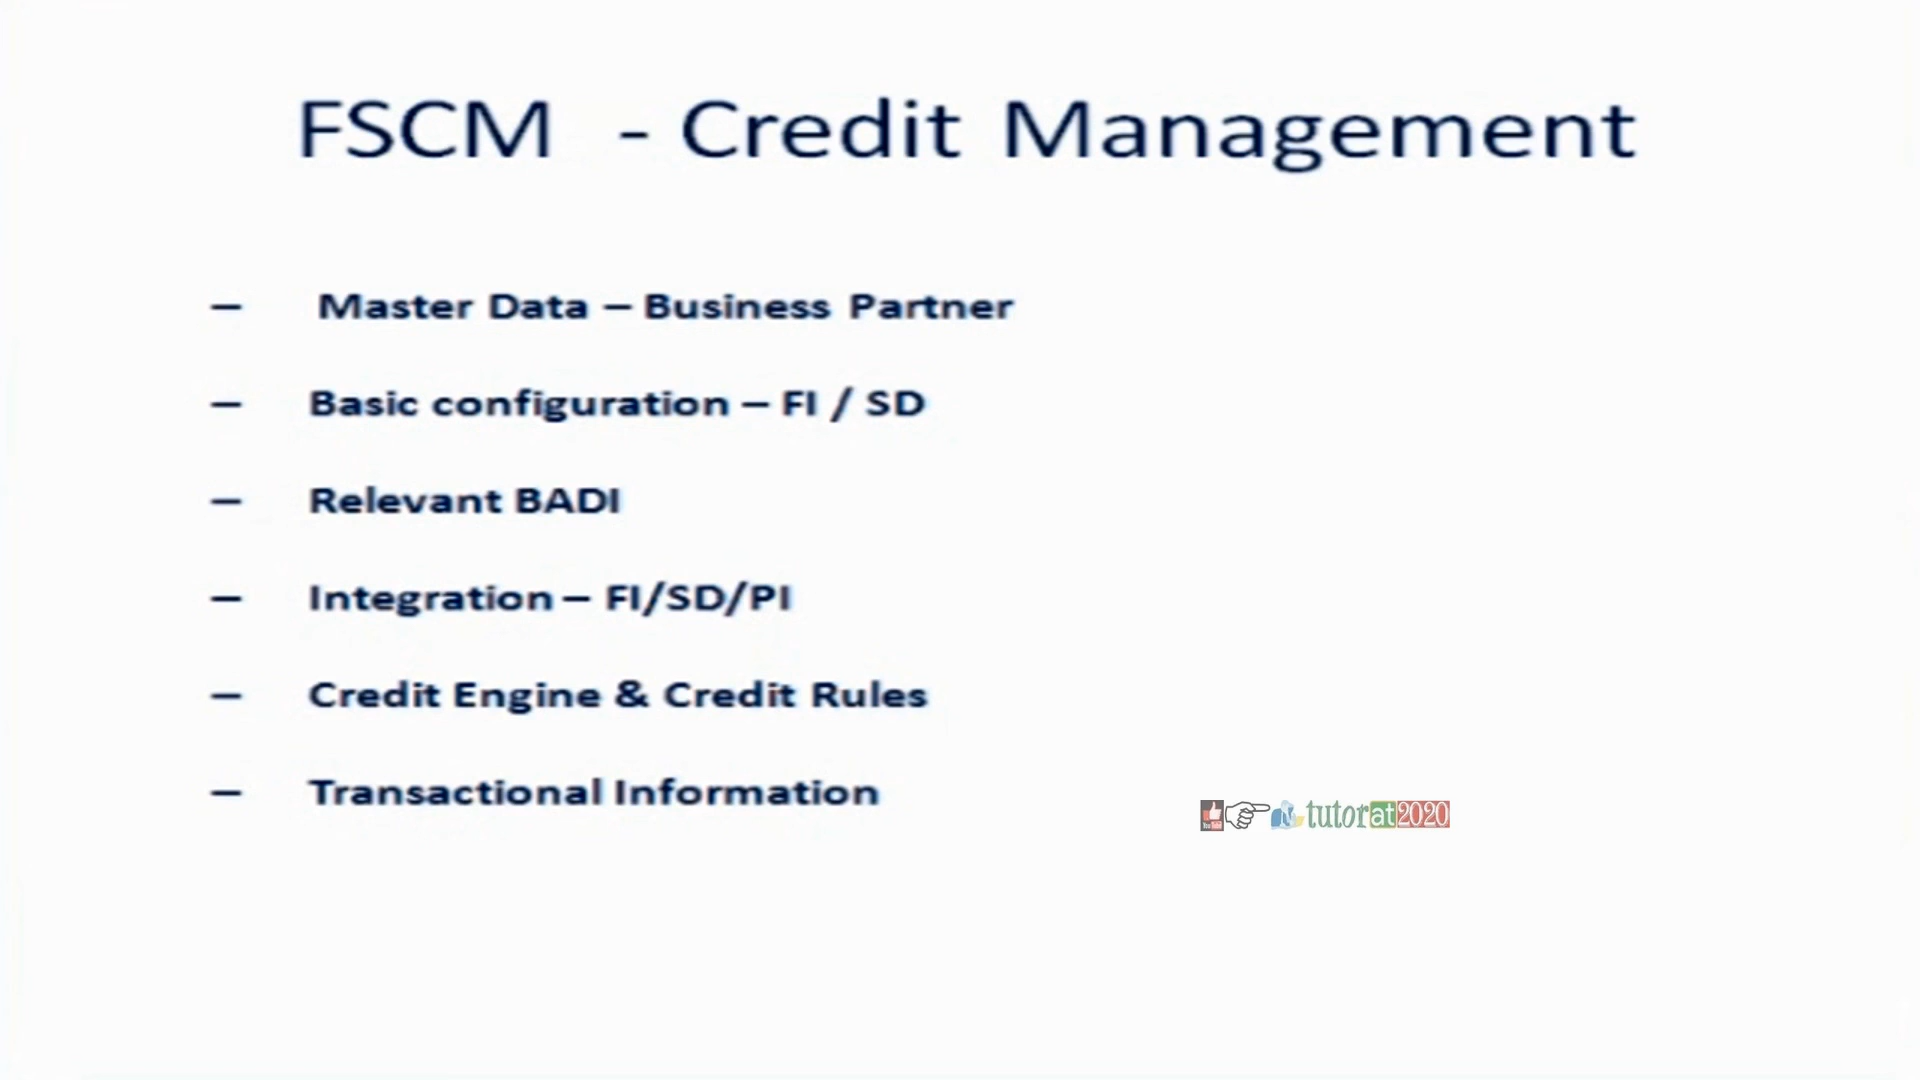 FSCM - Credit Management
– Master Data – Business Partner
– Basic configuration – FI / SD
– Relevant BADI
– Integration – FI/SD/PI
– Credit Engine & Credit Rules
– Transactional Information
tutorat2020